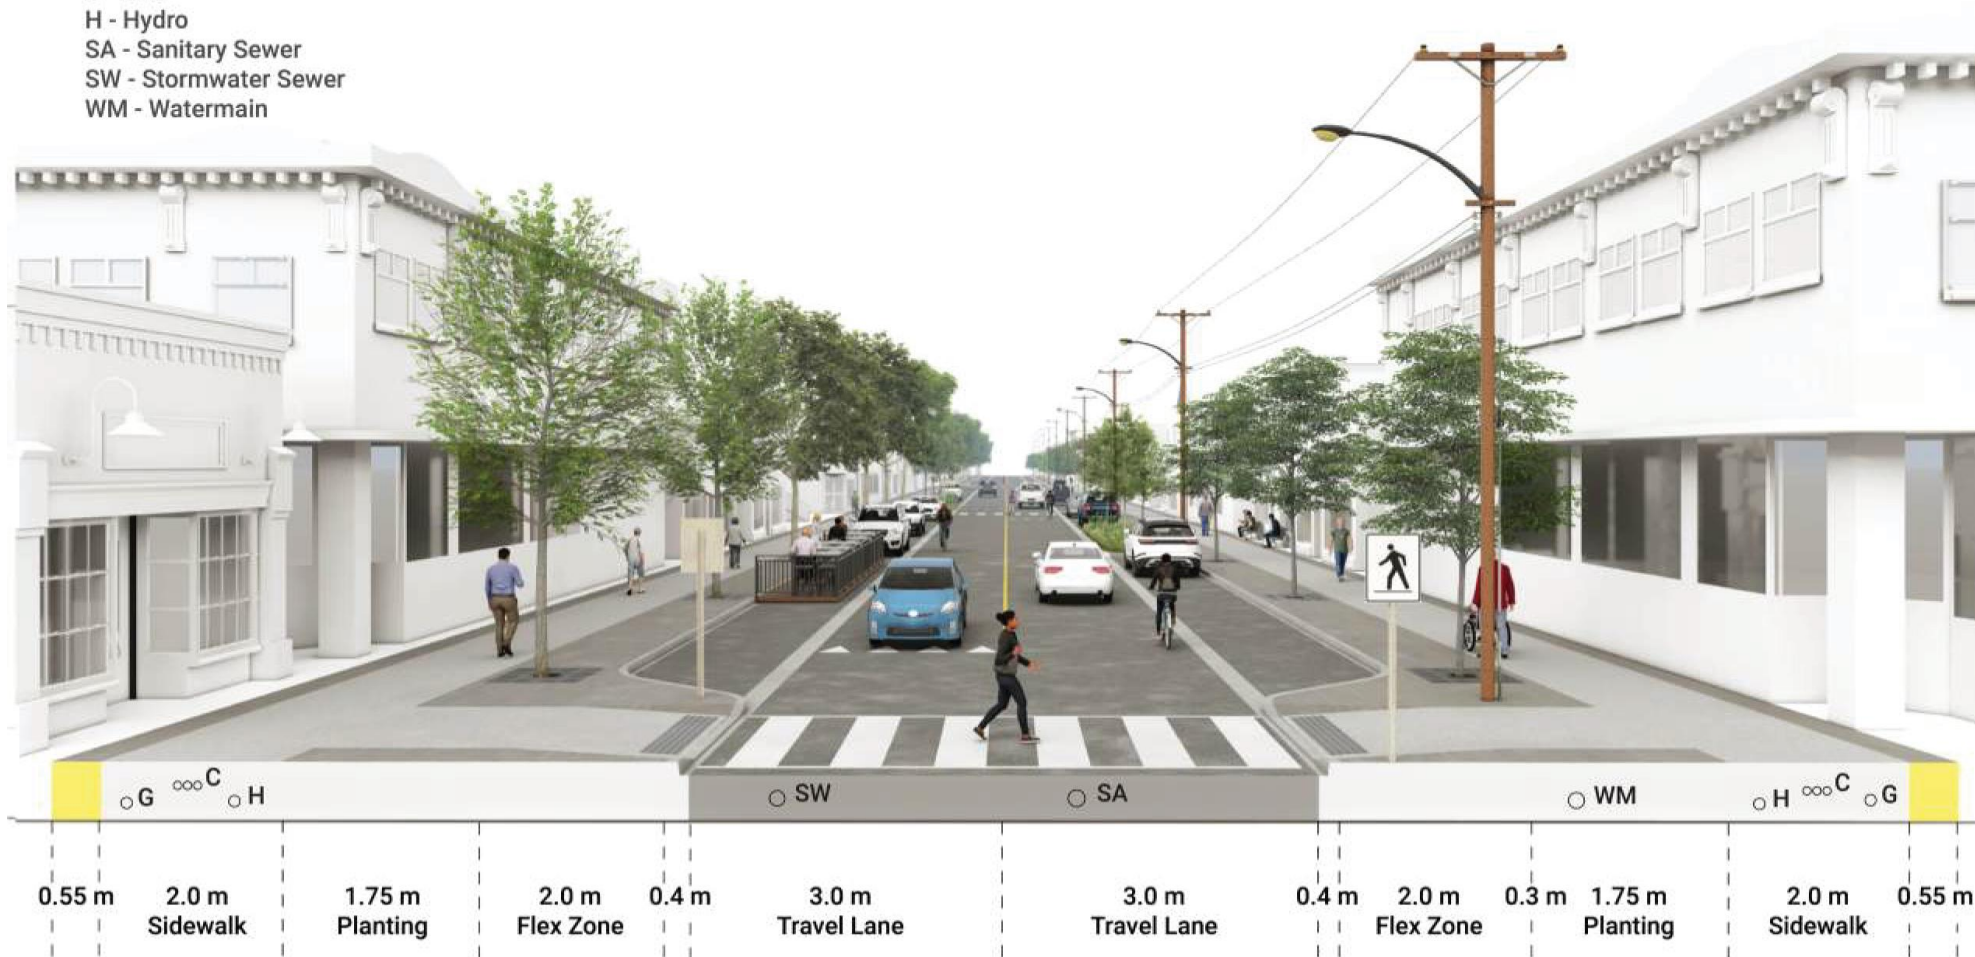 H - Hydro
SA - Sanitary Sewer
SW - Stormwater Sewer
WM - Watermain
G
C
H
SW
SA
WM
H
C
G
0.55 m
2.0 m
Sidewalk
1.75 m
Planting
2.0 m
Flex Zone
0.4 m
3.0 m
Travel Lane
3.0 m
Travel Lane
0.4 m
2.0 m
Flex Zone
0.3 m
1.75 m
Planting
2.0 m
Sidewalk
0.55 m